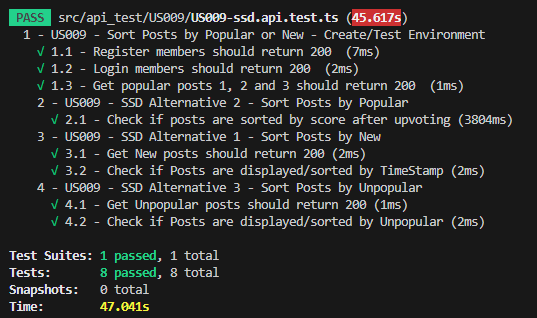 PASS src/api_test/US009/US009-ssd.api.test.ts (45.617s)
1 - US009 - Sort Posts by Popular or New - Create/Test Environment
√ 1.1 - Register members should return 200 (7ms)
√ 1.2 - Login members should return 200 (2ms)
√ 1.3 - Get popular posts 1, 2 and 3 should return 200 (1ms)
2 - US009 - SSD Alternative 2 - Sort Posts by Popular
√ 2.1 - Check if posts are sorted by score after upvoting (3804ms)
3 - US009 - SSD Alternative 1 - Sort Posts by New
√ 3.1 - Get New posts should return 200 (2ms)
√ 3.2 - Check if Posts are displayed/sorted by TimeStamp (2ms)
4 - US009 - SSD Alternative 3 - Sort Posts by Unpopular
√ 4.1 - Get Unpopular posts should return 200 (1ms)
√ 4.2 - Check if Posts are displayed/sorted by Unpopular (2ms)
Test Suites: 1 passed, 1 total
Tests: 8 passed, 8 total
Snapshots: 0 total
Time: 47.041s